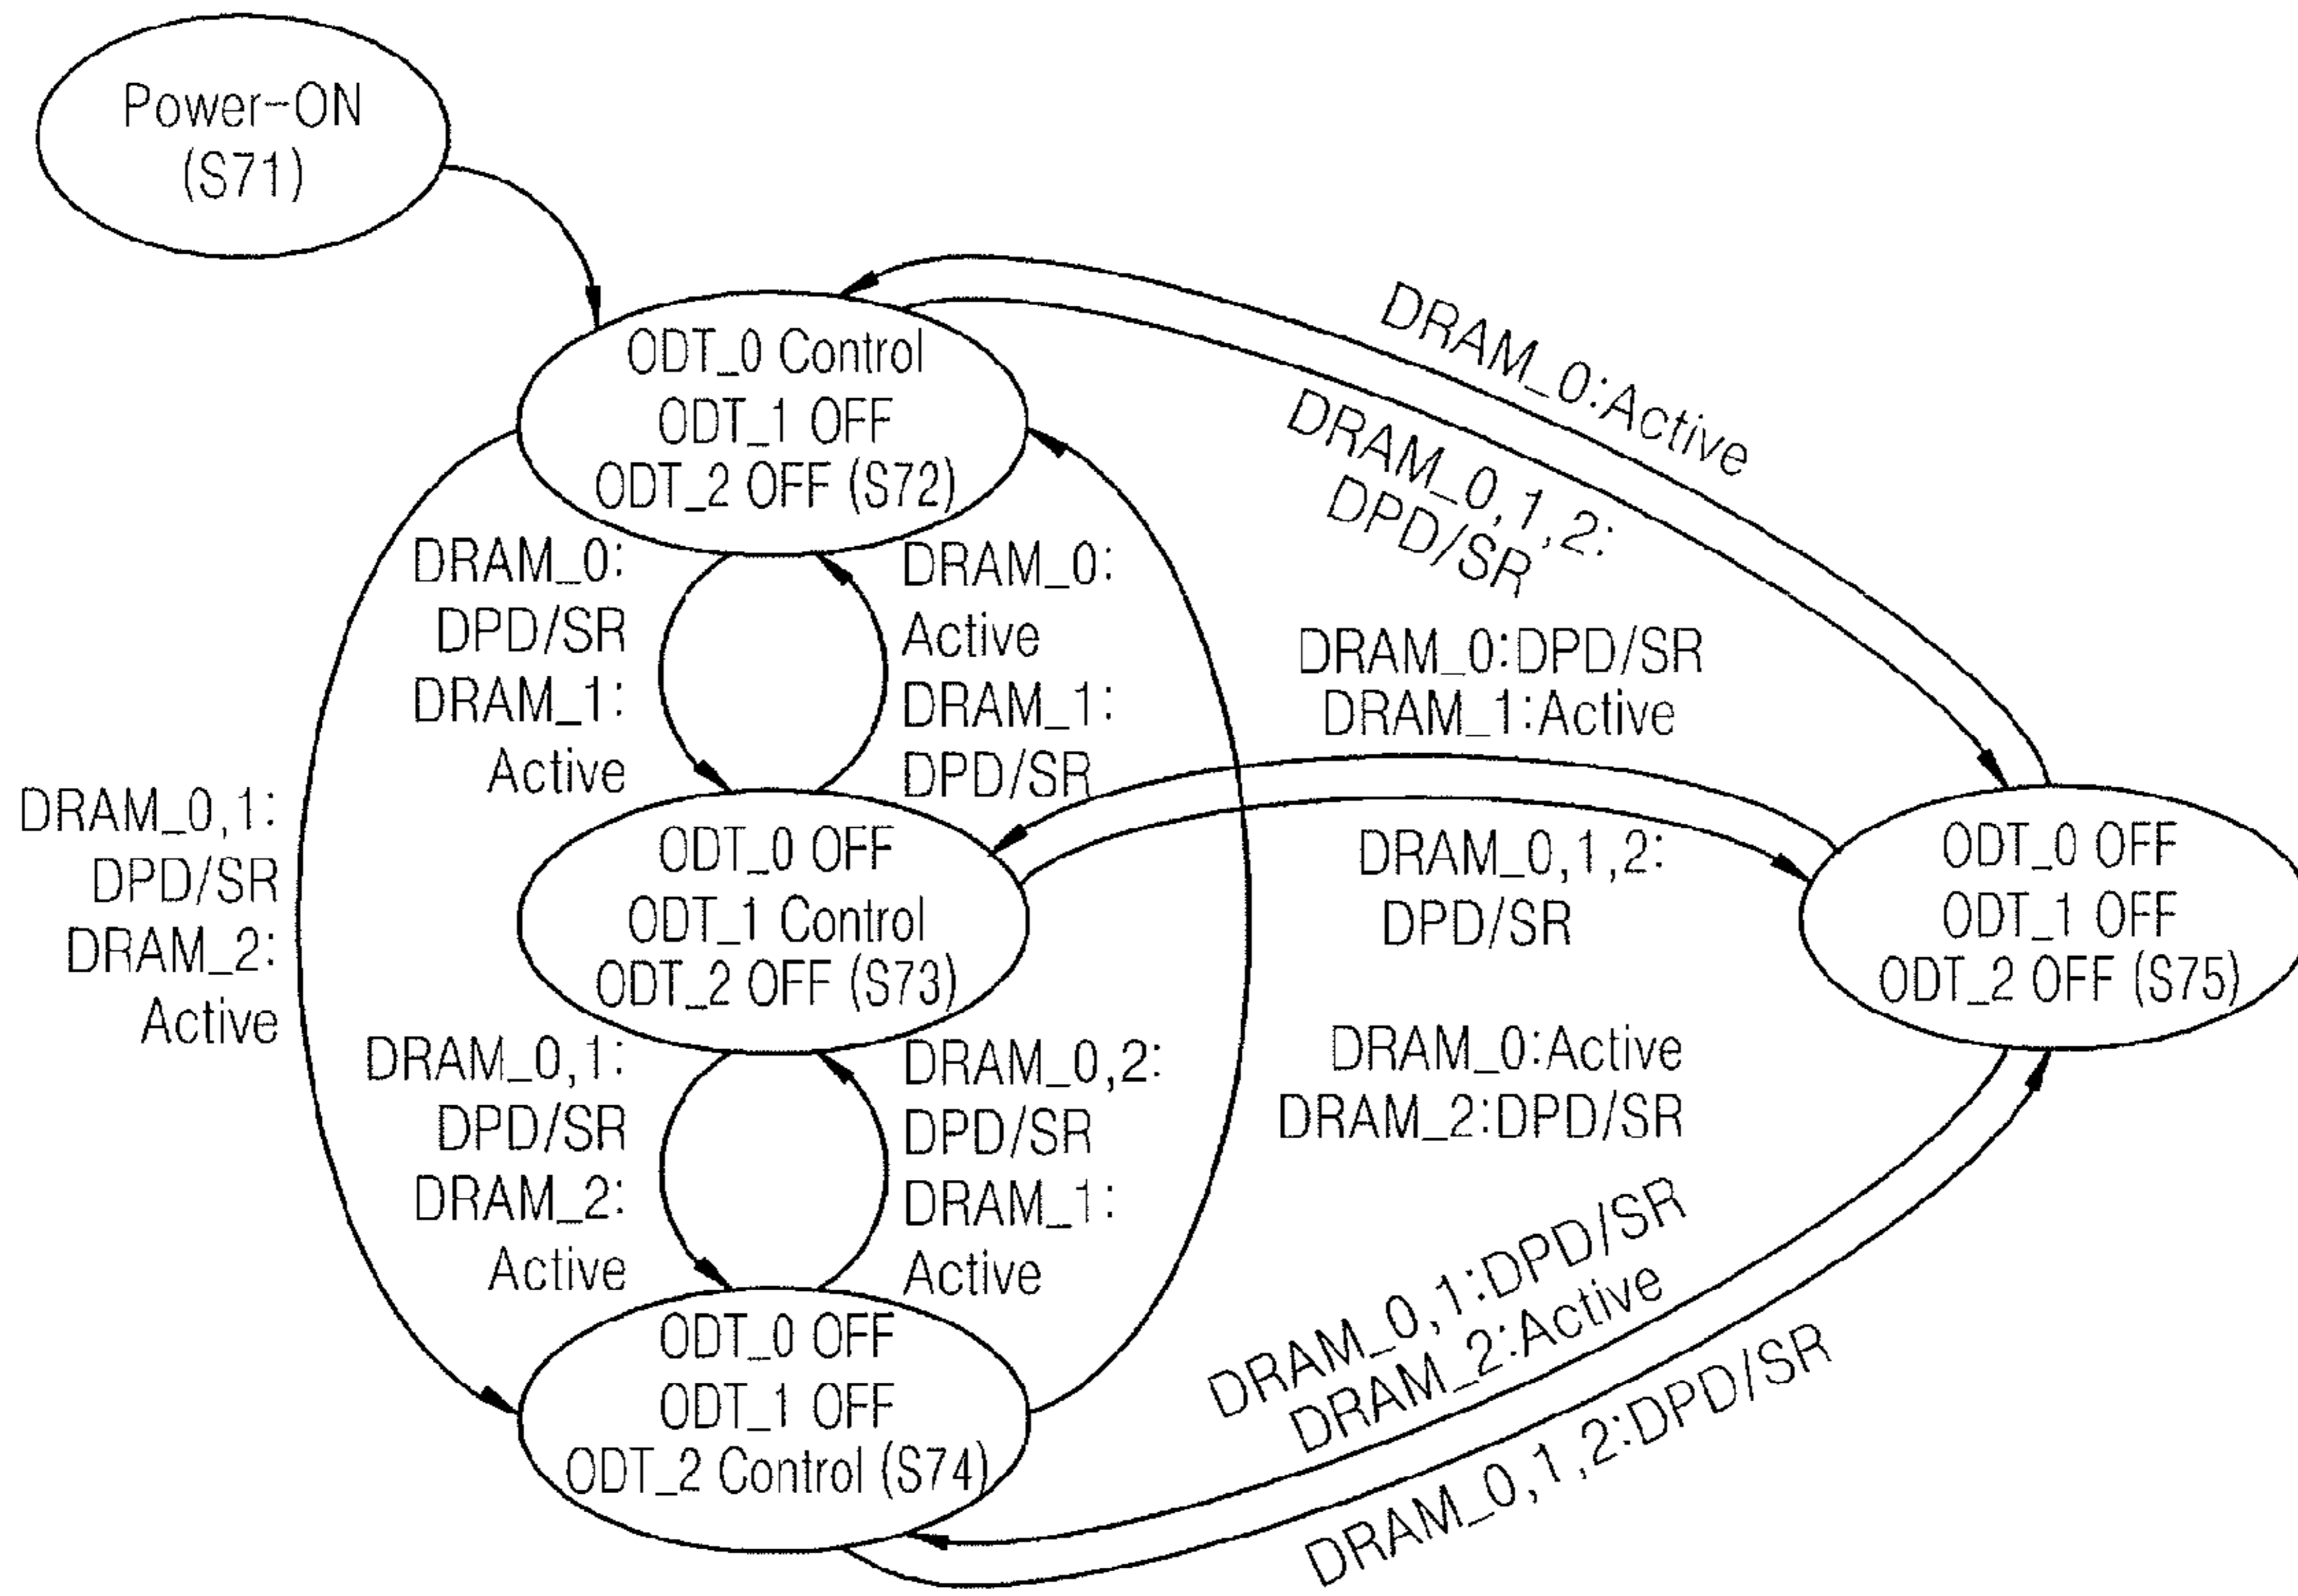 Power-ON
(S71)
ODT_0 Control
ODT_1 OFF
ODT_2 OFF (S72)
DRAM_0:Active
DRAM_0,1,2:
DPD/SR
DRAM_0:
DPD/SR
DRAM_1:
Active
DRAM_0:
Active
DRAM_1:
DPD/SR
DRAM_0:DPD/SR
DRAM_1:Active
DRAM_0,1:
DPD/SR
DRAM_2:
Active
ODT_0 OFF
ODT_1 Control
ODT_2 OFF (S73)
DRAM_0,1,2:
DPD/SR
ODT_0 OFF
ODT_1 OFF
ODT_2 OFF (S75)
DRAM_0,1:
DPD/SR
DRAM_2:
Active
DRAM_0,2:
DPD/SR
DRAM_1:
Active
DRAM_0:Active
DRAM_2:DPD/SR
DRAM_0,1:DPD/SR
DRAM_2:Active
DRAM_0,1,2:DPD/SR
ODT_0 OFF
ODT_1 OFF
ODT_2 Control (S74)